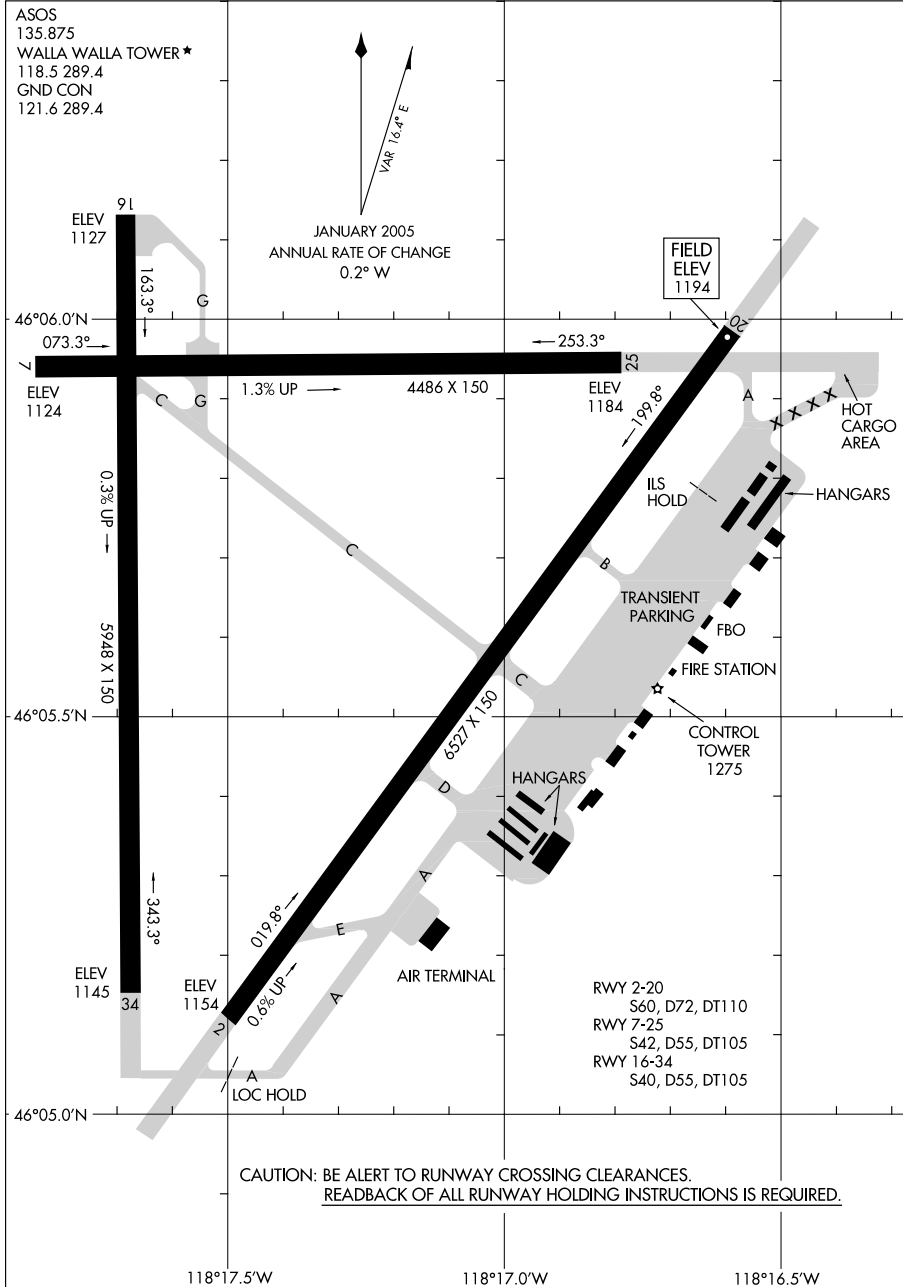 ASOS
135.875
WALLA WALLA TOWER ★
118.5 289.4
GND CON
121.6 289.4
VAR 16.4° E
JANUARY 2005
ANNUAL RATE OF CHANGE
0.2° W
16
ELEV
1127
163.3°
G
FIELD
ELEV
1194
20
46°06.0'N
073.3°
253.3°
7
25
ELEV
1124
1.3% UP
4486 X 150
ELEV
1184
C
G
A
X X X X
HOT
CARGO
AREA
199.8°
0.3% UP
ILS
HOLD
HANGARS
C
B
TRANSIENT
PARKING
FBO
5948 X 150
FIRE STATION
C
46°05.5'N
6527 X 150
CONTROL
TOWER
1275
D
HANGARS
A
343.3°
019.8°
E
AIR TERMINAL
ELEV
1145
34
ELEV
1154
0.6% UP
A
2
A
LOC HOLD
RWY 2-20
S60, D72, DT110
RWY 7-25
S42, D55, DT105
RWY 16-34
S40, D55, DT105
46°05.0'N
CAUTION: BE ALERT TO RUNWAY CROSSING CLEARANCES.
READBACK OF ALL RUNWAY HOLDING INSTRUCTIONS IS REQUIRED.
118°17.5'W
118°17.0'W
118°16.5'W